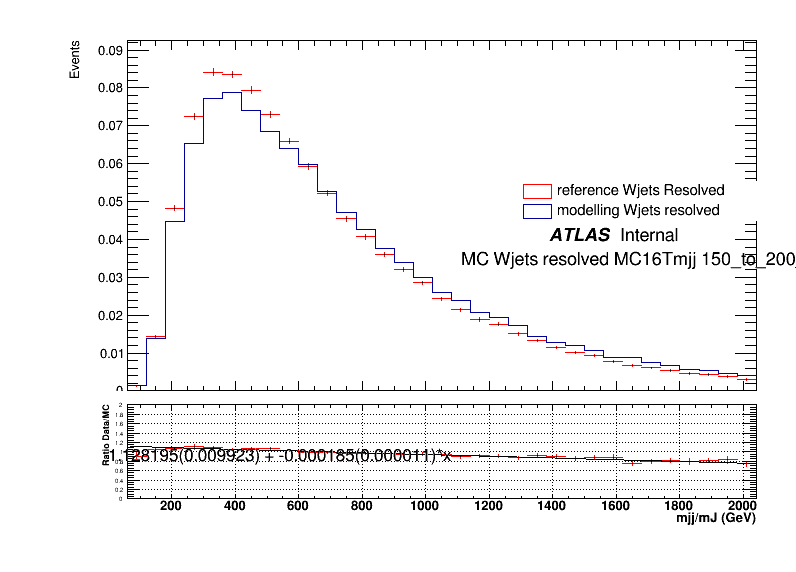 Events
0.09
0.08
0.07
0.06
0.05
0.04
0.03
0.02
0.01
0
reference Wjets Resolved
modelling Wjets resolved
ATLAS Internal
MC Wjets resolved MC16Tmjj 150_to_200_
Ratio Data/MC
2
1.8
1.6
1.4
1.2
1
0.8
0.6
0.4
0.2
0
1.128195(0.009923) + -0.000185(0.000011)*x
200 400 600 800 1000 1200 1400 1600 1800 2000
mjj/mJ (GeV)